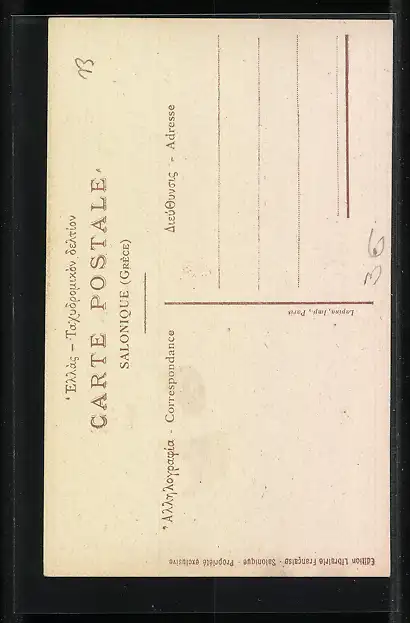 Ἑλλὰς — Ταχυδρομικὸν δελτίον
CARTE POSTALE
SALONIQUE (GRÈCE)
Ἀλληλογραφία - Correspondance
Διεύθυνσις - Adresse
Lapina, Imp., Paris
Edition Librairie Française - Salonique - Propriété exclusive
36